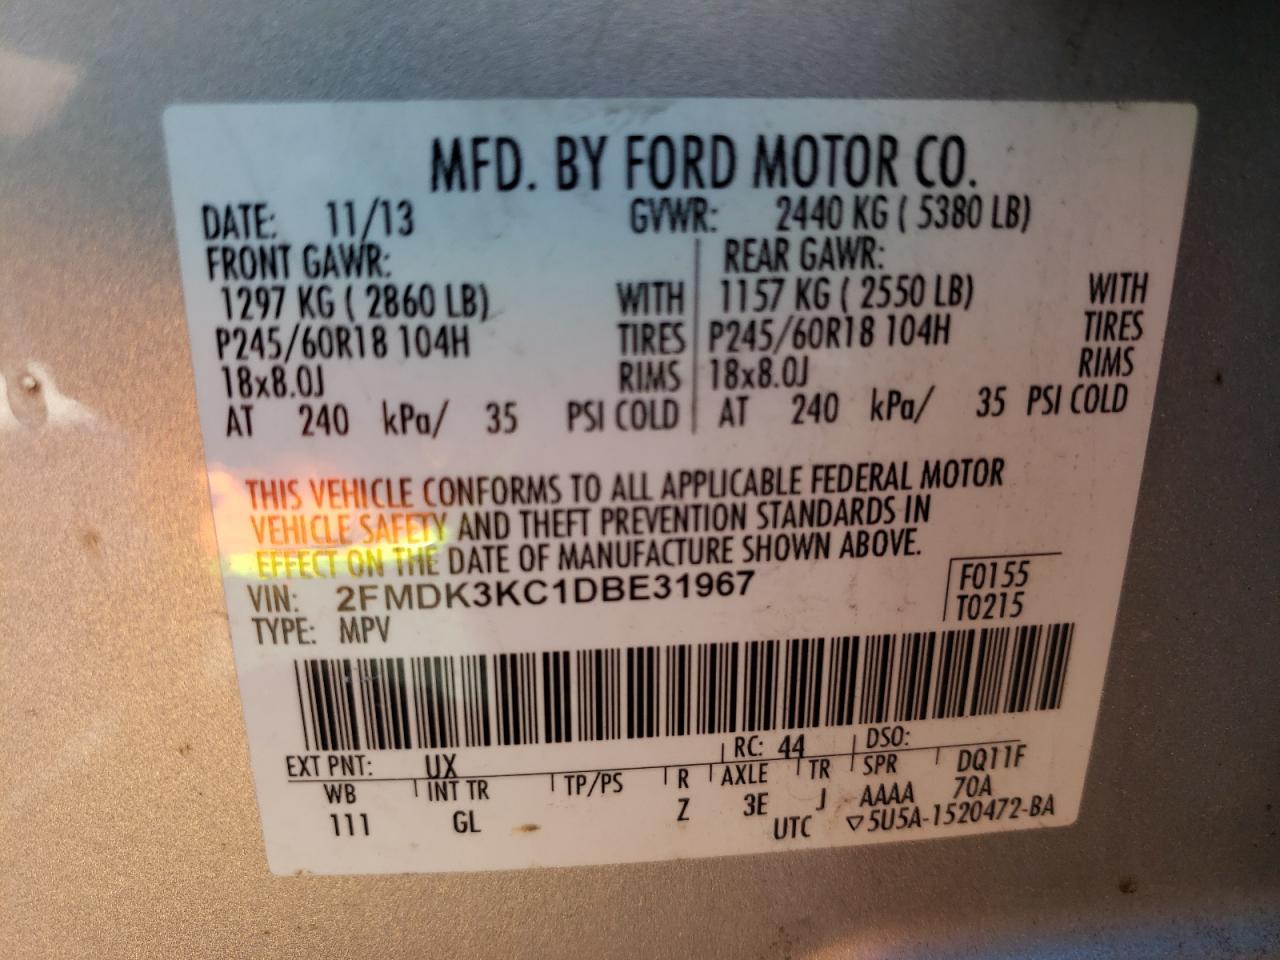 MFD. BY FORD MOTOR CO.
DATE: 11/13 GVWR: 2440 KG ( 5380 LB)
FRONT GAWR: REAR GAWR:
1297 KG ( 2860 LB) WITH 1157 KG ( 2550 LB) WITH
P245/60R18 104H TIRES P245/60R18 104H TIRES
18x8.0J RIMS 18x8.0J RIMS
AT 240 kPa/ 35 PSI COLD AT 240 kPa/ 35 PSI COLD
THIS VEHICLE CONFORMS TO ALL APPLICABLE FEDERAL MOTOR
VEHICLE SAFETY AND THEFT PREVENTION STANDARDS IN
EFFECT ON THE DATE OF MANUFACTURE SHOWN ABOVE.
VIN: 2FMDK3KC1DBE31967 F0155
TYPE: MPV T0215
EXT PNT: UX RC: 44 DSO:
WB INT TR TP/PS R AXLE TR SPR DQ11F
111 GL Z 3E J AAAA 70A
UTC ▽5U5A-1520472-BA